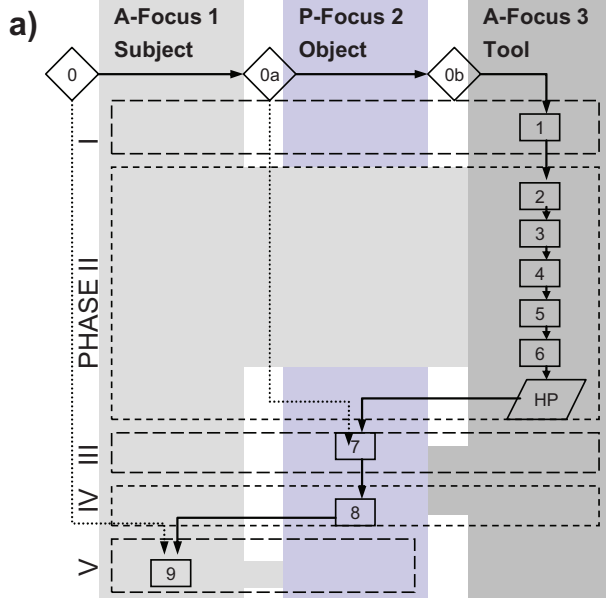 a)
A-Focus 1
Subject
P-Focus 2
Object
A-Focus 3
Tool
0
0a
0b
I
1
PHASE II
2
3
4
5
6
HP
III
7
IV
8
V
9